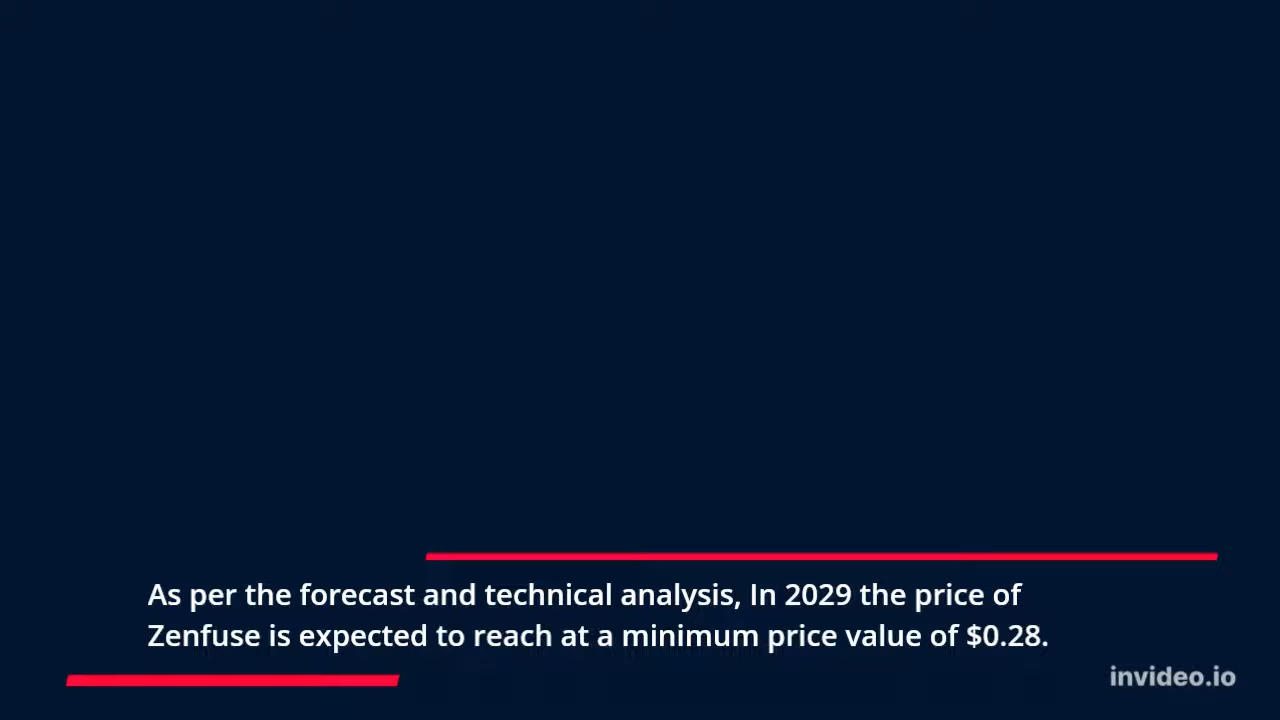 As per the forecast and technical analysis, In 2029 the price of
Zenfuse is expected to reach at a minimum price value of $0.28.
invideo.io